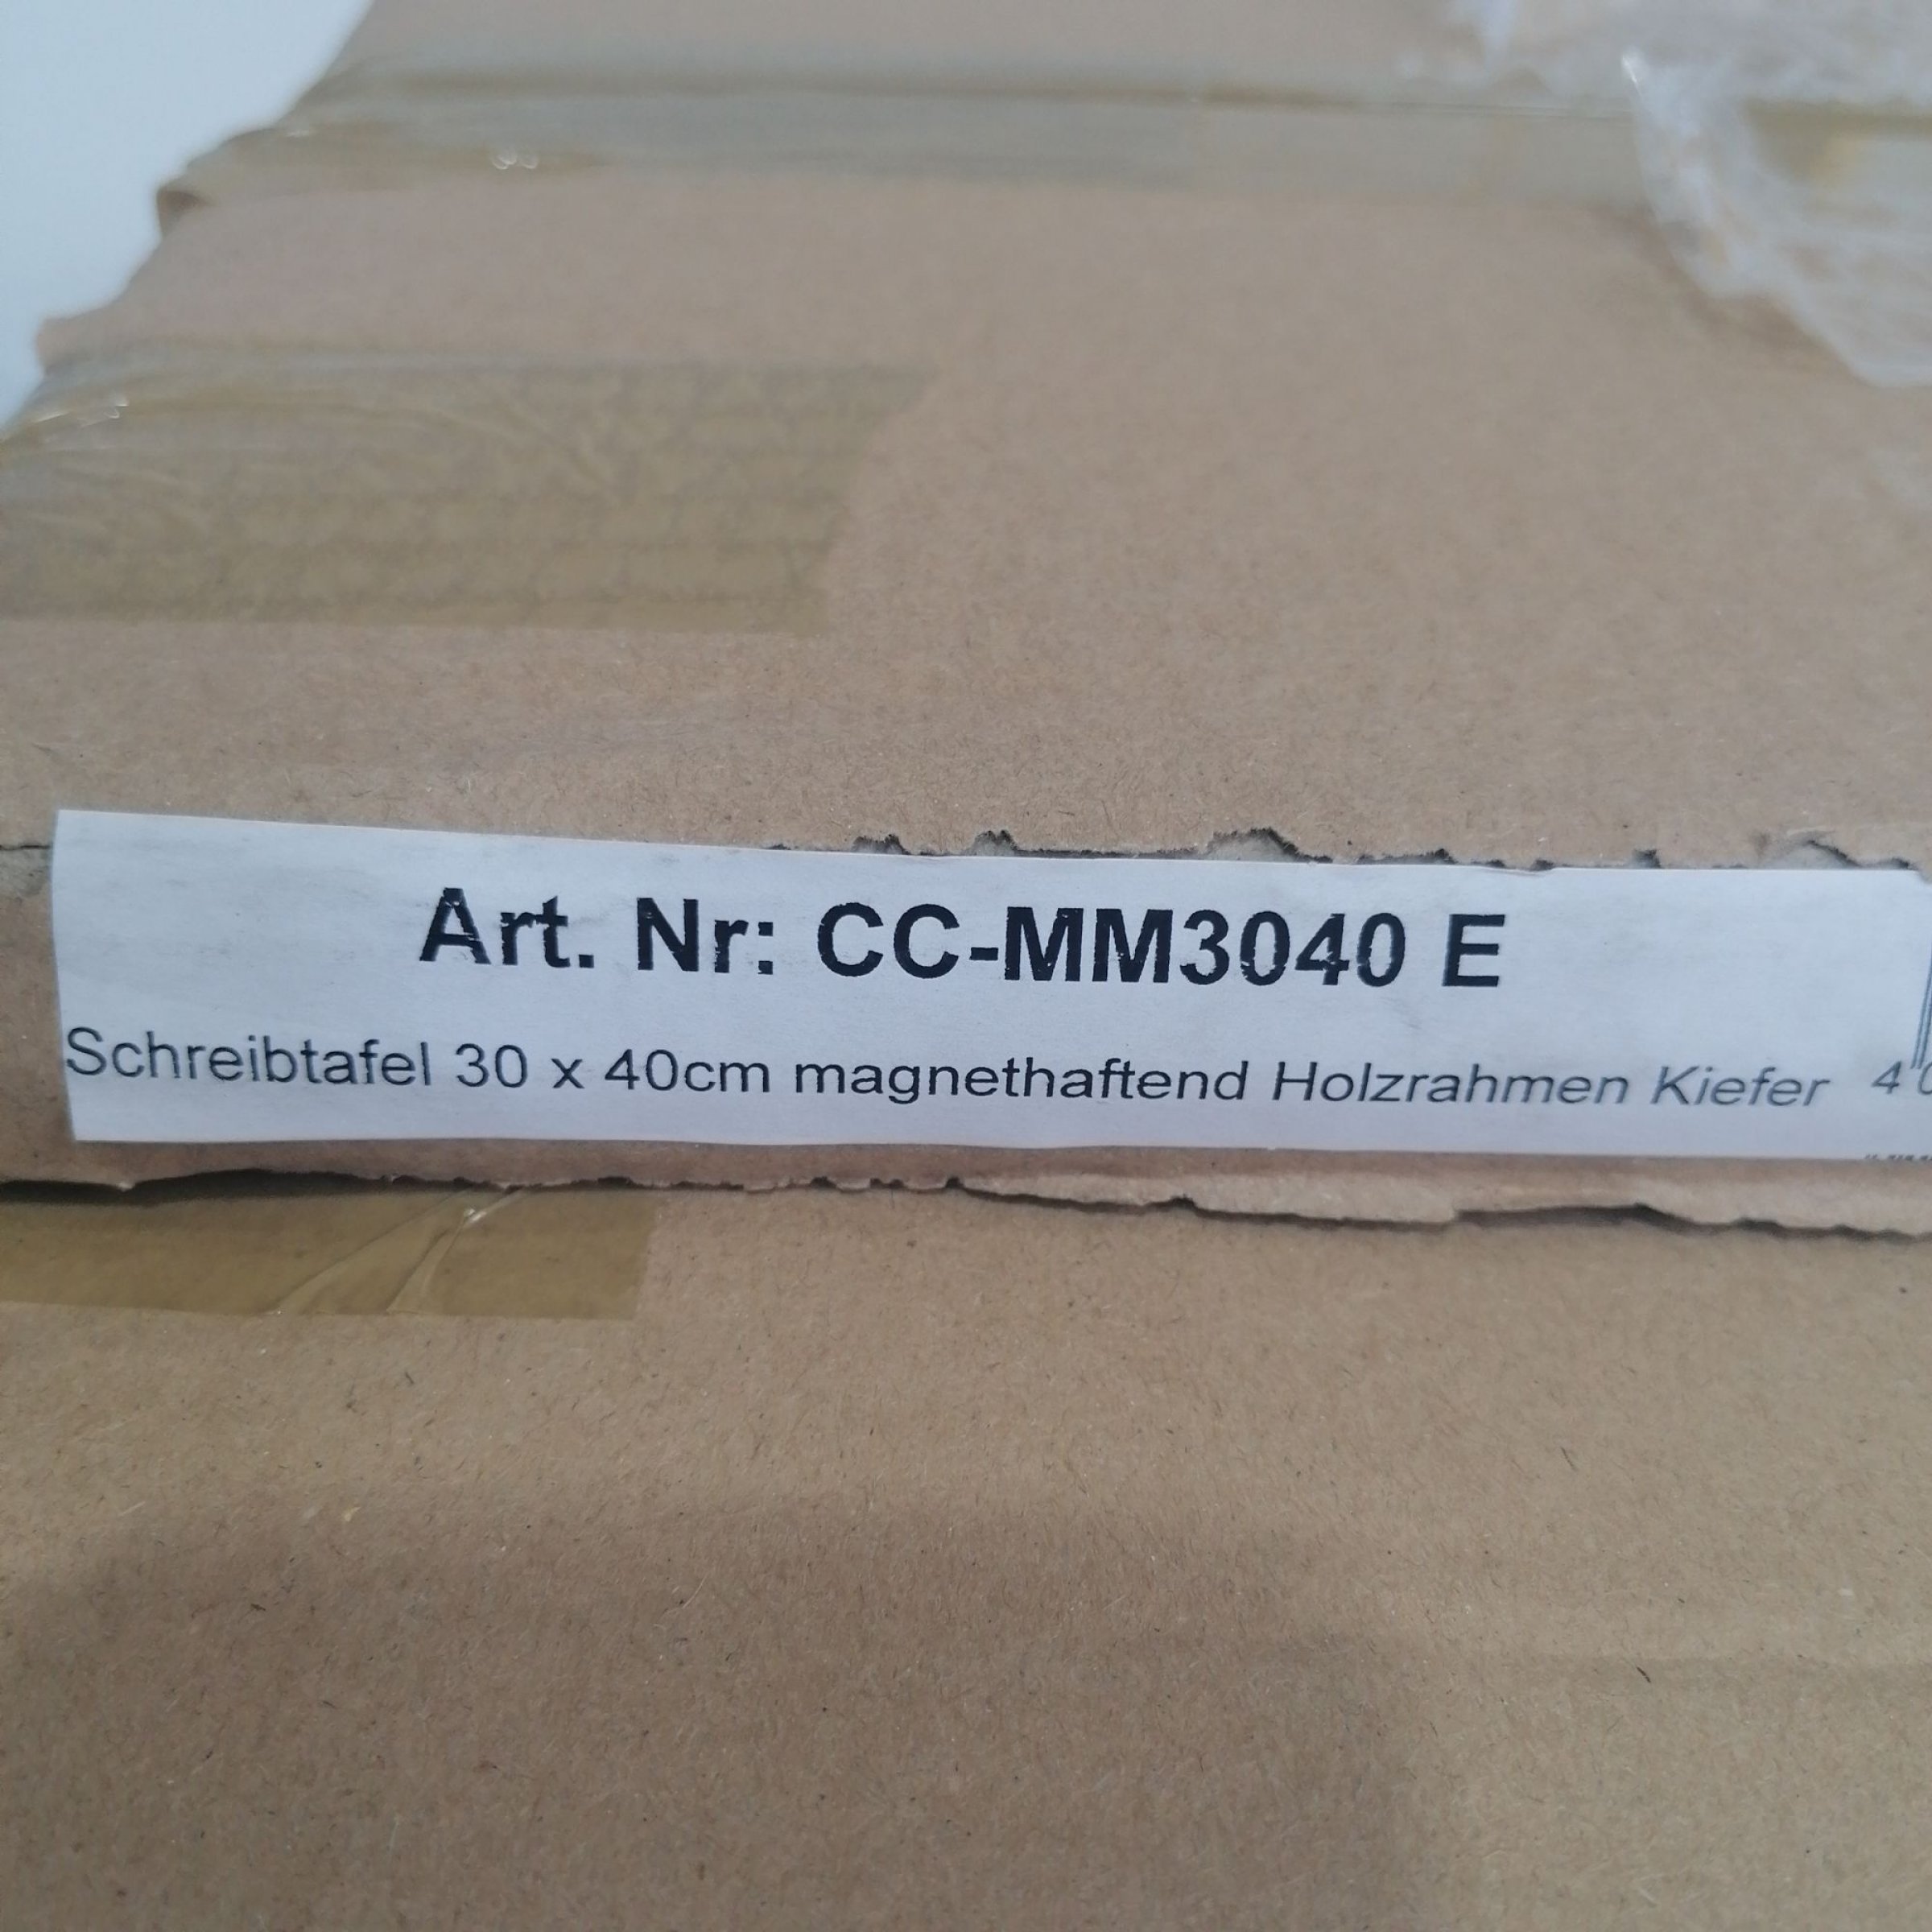 Art. Nr: CC-MM3040 E
Schreibtafel 30 x 40cm magnethaftend Holzrahmen Kiefer